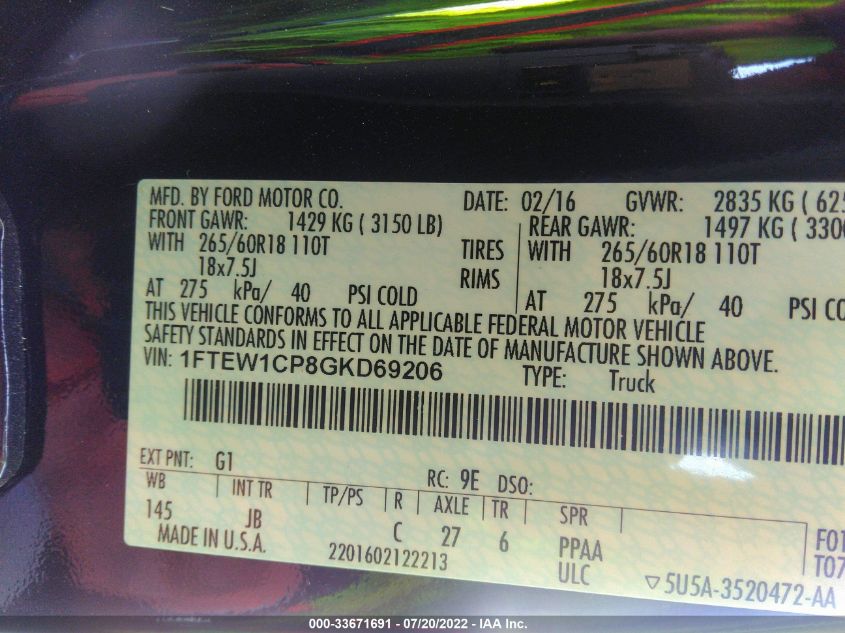 MFD. BY FORD MOTOR CO. DATE: 02/16 GVWR: 2835 KG ( 625
FRONT GAWR: 1429 KG ( 3150 LB) REAR GAWR: 1497 KG ( 330
WITH 265/60R18 110T TIRES WITH 265/60R18 110T
18x7.5J RIMS 18x7.5J
AT 275 kPa/ 40 PSI COLD AT 275 kPa/ 40 PSI CO
THIS VEHICLE CONFORMS TO ALL APPLICABLE FEDERAL MOTOR VEHICLE
SAFETY STANDARDS IN EFFECT ON THE DATE OF MANUFACTURE SHOWN ABOVE.
VIN: 1FTEW1CP8GKD69206 TYPE: Truck
EXT PNT: G1 RC: 9E DSO:
WB INT TR TP/PS R AXLE TR SPR
145 JB C 27 6 PPAA F01
MADE IN U.S.A. 2201602122213 ULC T07
▽5U5A-3520472-AA
000-33671691 - 07/20/2022 - IAA Inc.